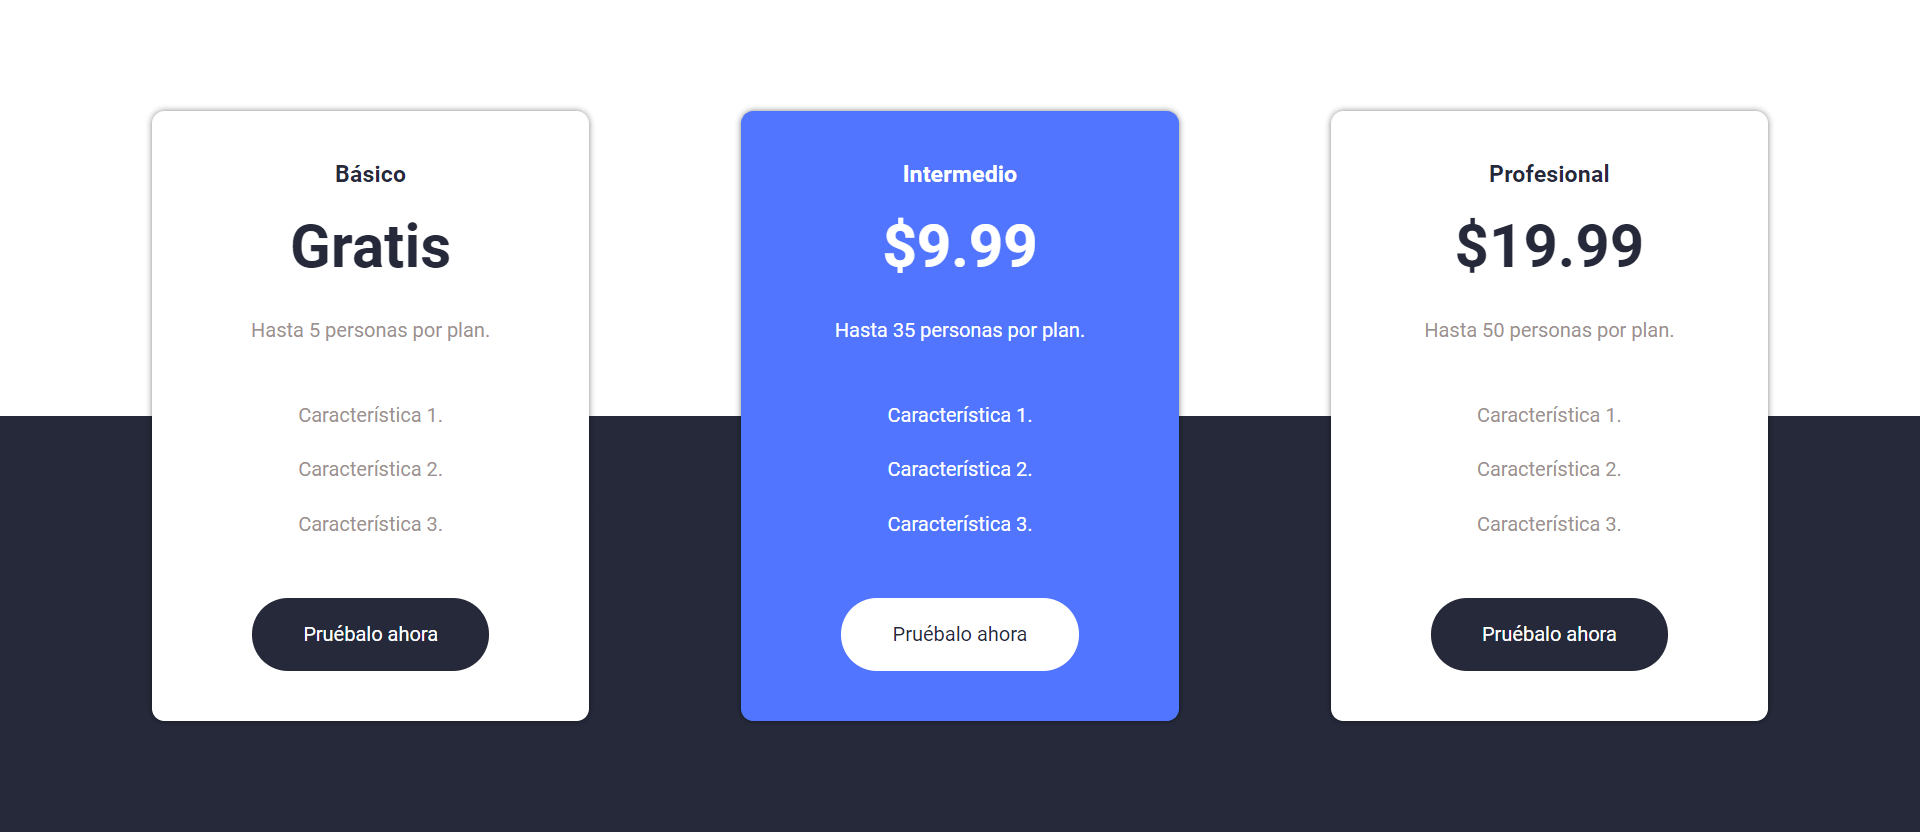 Básico
Gratis
Hasta 5 personas por plan.
Característica 1.
Característica 2.
Característica 3.
Pruébalo ahora
Intermedio
$9.99
Hasta 35 personas por plan.
Característica 1.
Característica 2.
Característica 3.
Pruébalo ahora
Profesional
$19.99
Hasta 50 personas por plan.
Característica 1.
Característica 2.
Característica 3.
Pruébalo ahora